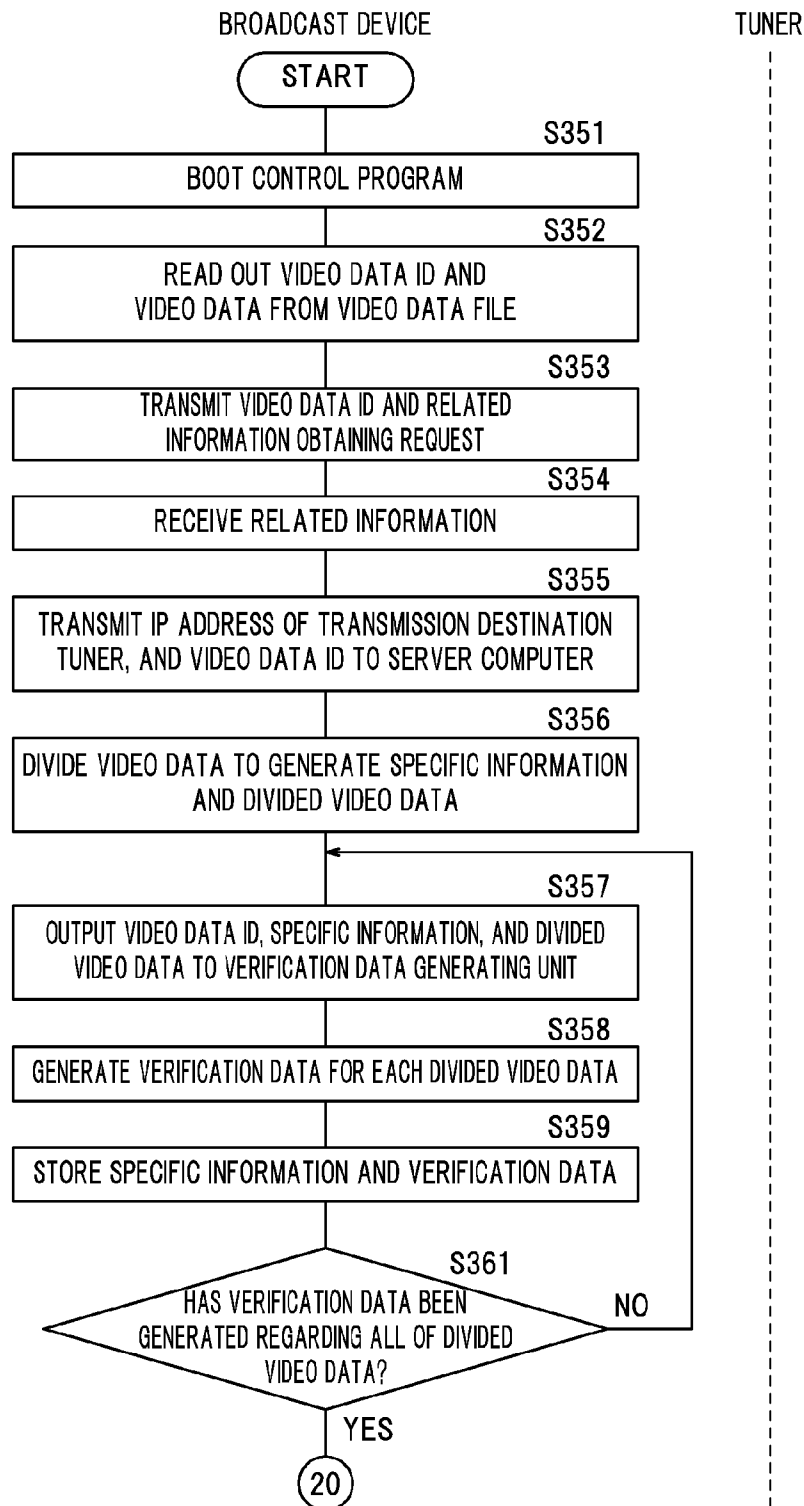 BROADCAST DEVICE
TUNER
START
S351
BOOT CONTROL PROGRAM
S352
READ OUT VIDEO DATA ID AND
VIDEO DATA FROM VIDEO DATA FILE
S353
TRANSMIT VIDEO DATA ID AND RELATED
INFORMATION OBTAINING REQUEST
S354
RECEIVE RELATED INFORMATION
S355
TRANSMIT IP ADDRESS OF TRANSMISSION DESTINATION
TUNER, AND VIDEO DATA ID TO SERVER COMPUTER
S356
DIVIDE VIDEO DATA TO GENERATE SPECIFIC INFORMATION
AND DIVIDED VIDEO DATA
S357
OUTPUT VIDEO DATA ID, SPECIFIC INFORMATION, AND DIVIDED
VIDEO DATA TO VERIFICATION DATA GENERATING UNIT
S358
GENERATE VERIFICATION DATA FOR EACH DIVIDED VIDEO DATA
S359
STORE SPECIFIC INFORMATION AND VERIFICATION DATA
S361
HAS VERIFICATION DATA BEEN
GENERATED REGARDING ALL OF DIVIDED
VIDEO DATA?
NO
YES
20